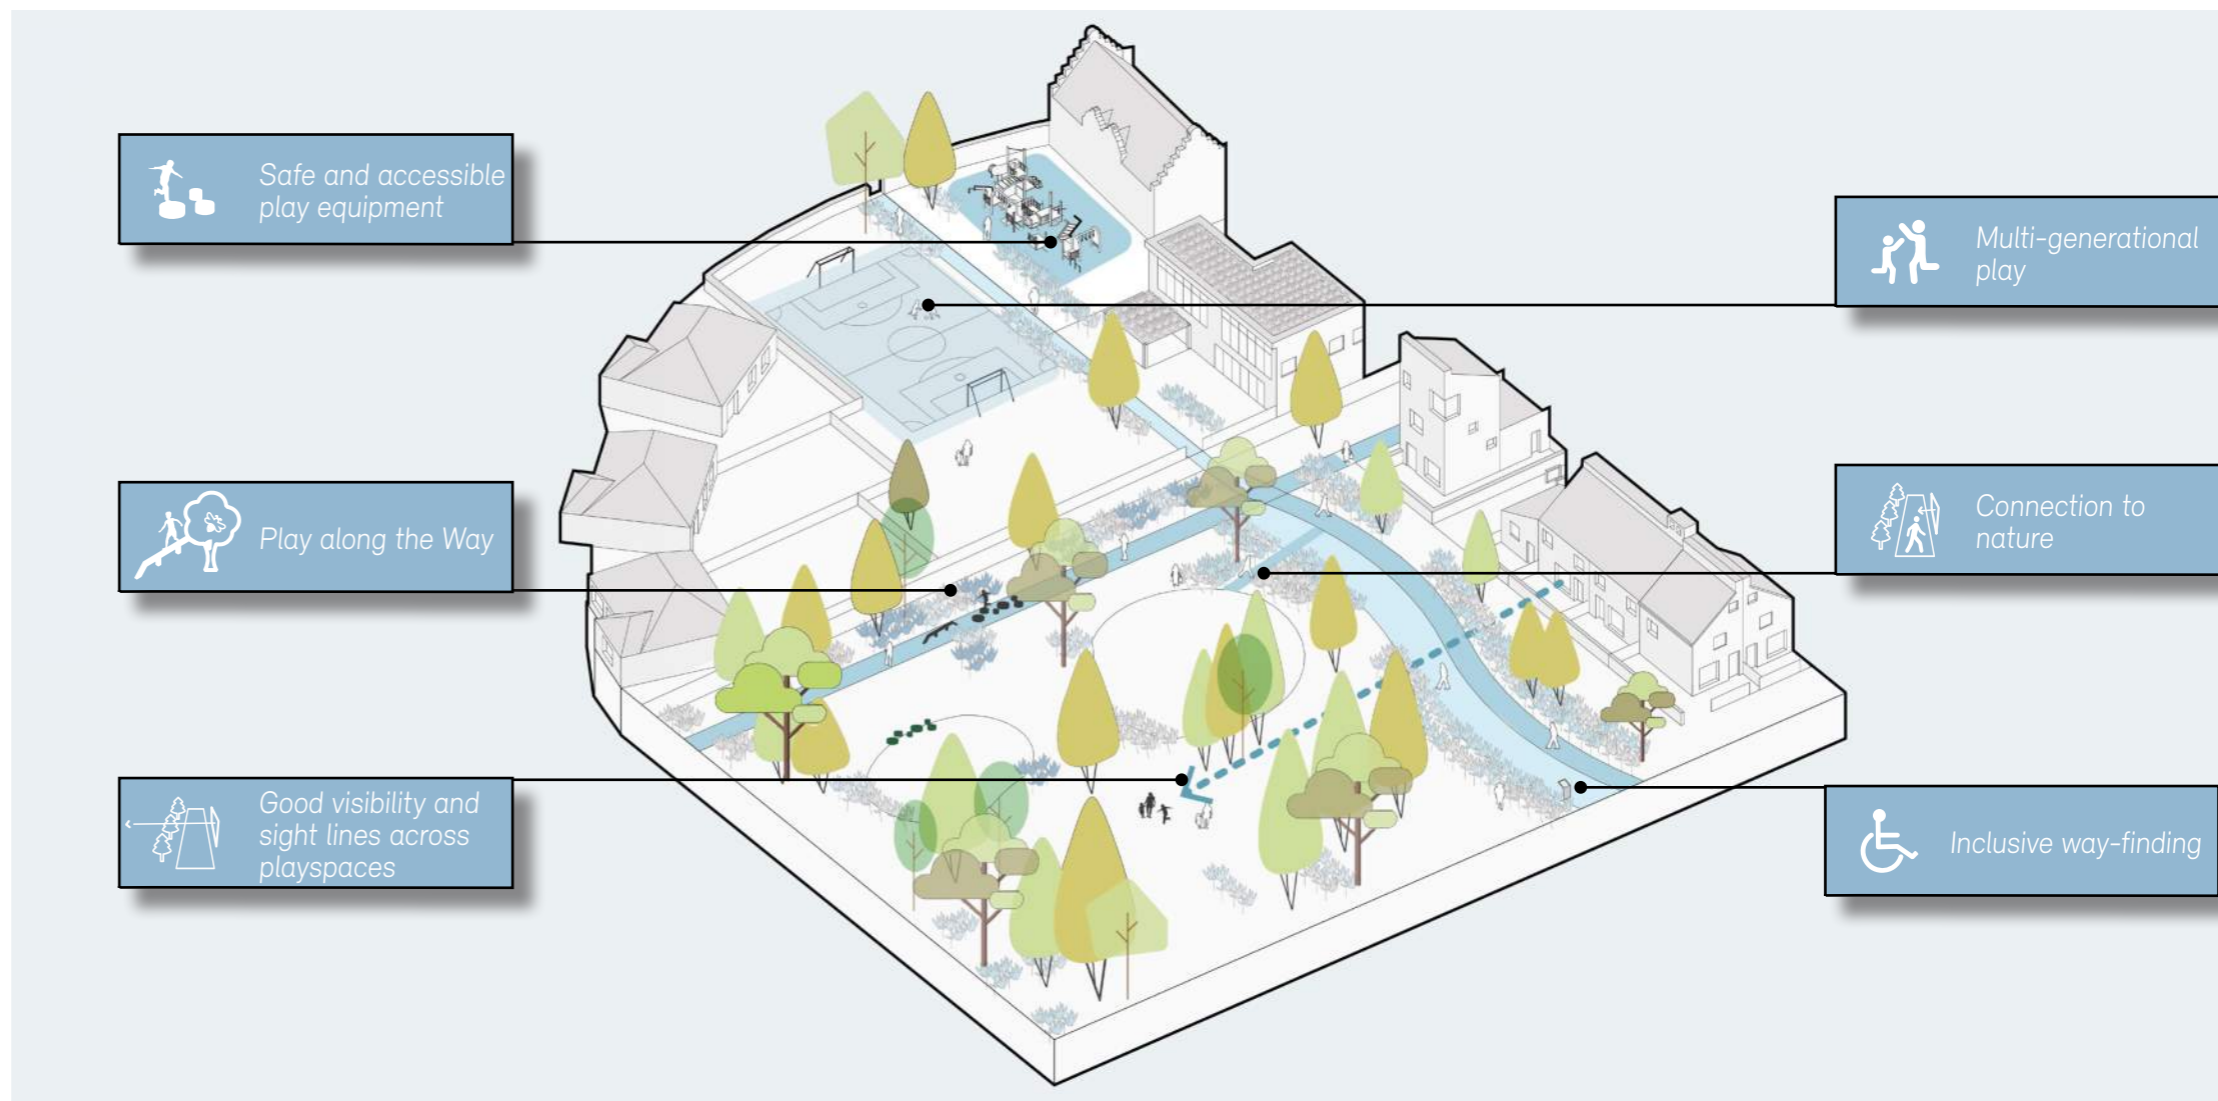 Safe and accessible
play equipment
Multi-generational
play
Play along the Way
Connection to
nature
Good visibility and
sight lines across
playspaces
Inclusive way-finding